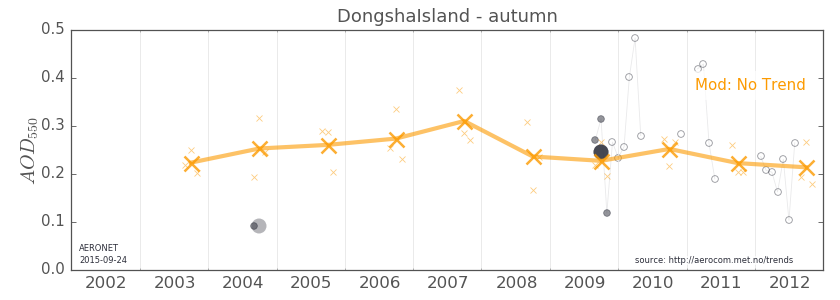 DongshaIsland - autumn
0.5
0.4
0.3
0.2
0.1
0.0
AOD550
Mod: No Trend
AERONET
2015-09-24
source: http://aerocom.met.no/trends
2002 2003 2004 2005 2006 2007 2008 2009 2010 2011 2012